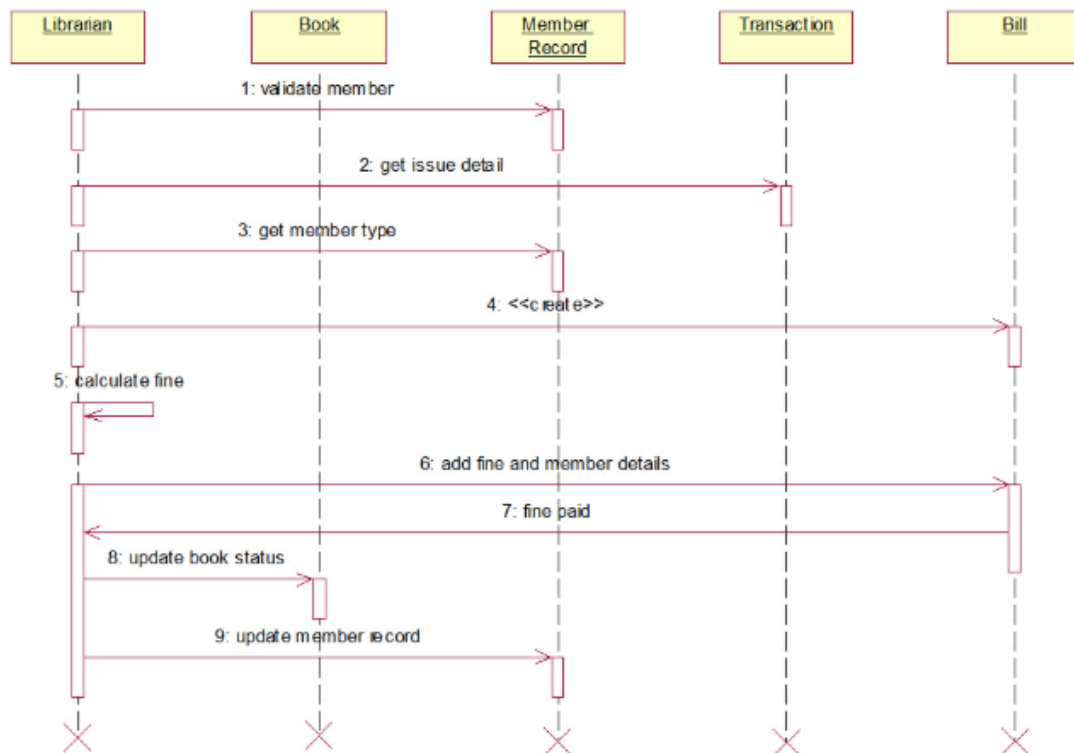 Librarian
Book
Member
Record
Transaction
Bill
1: validate member
2: get issue detail
3: get member type
4: <<create>>
5: calculate fine
6: add fine and member details
7: fine paid
8: update book status
9: update member record